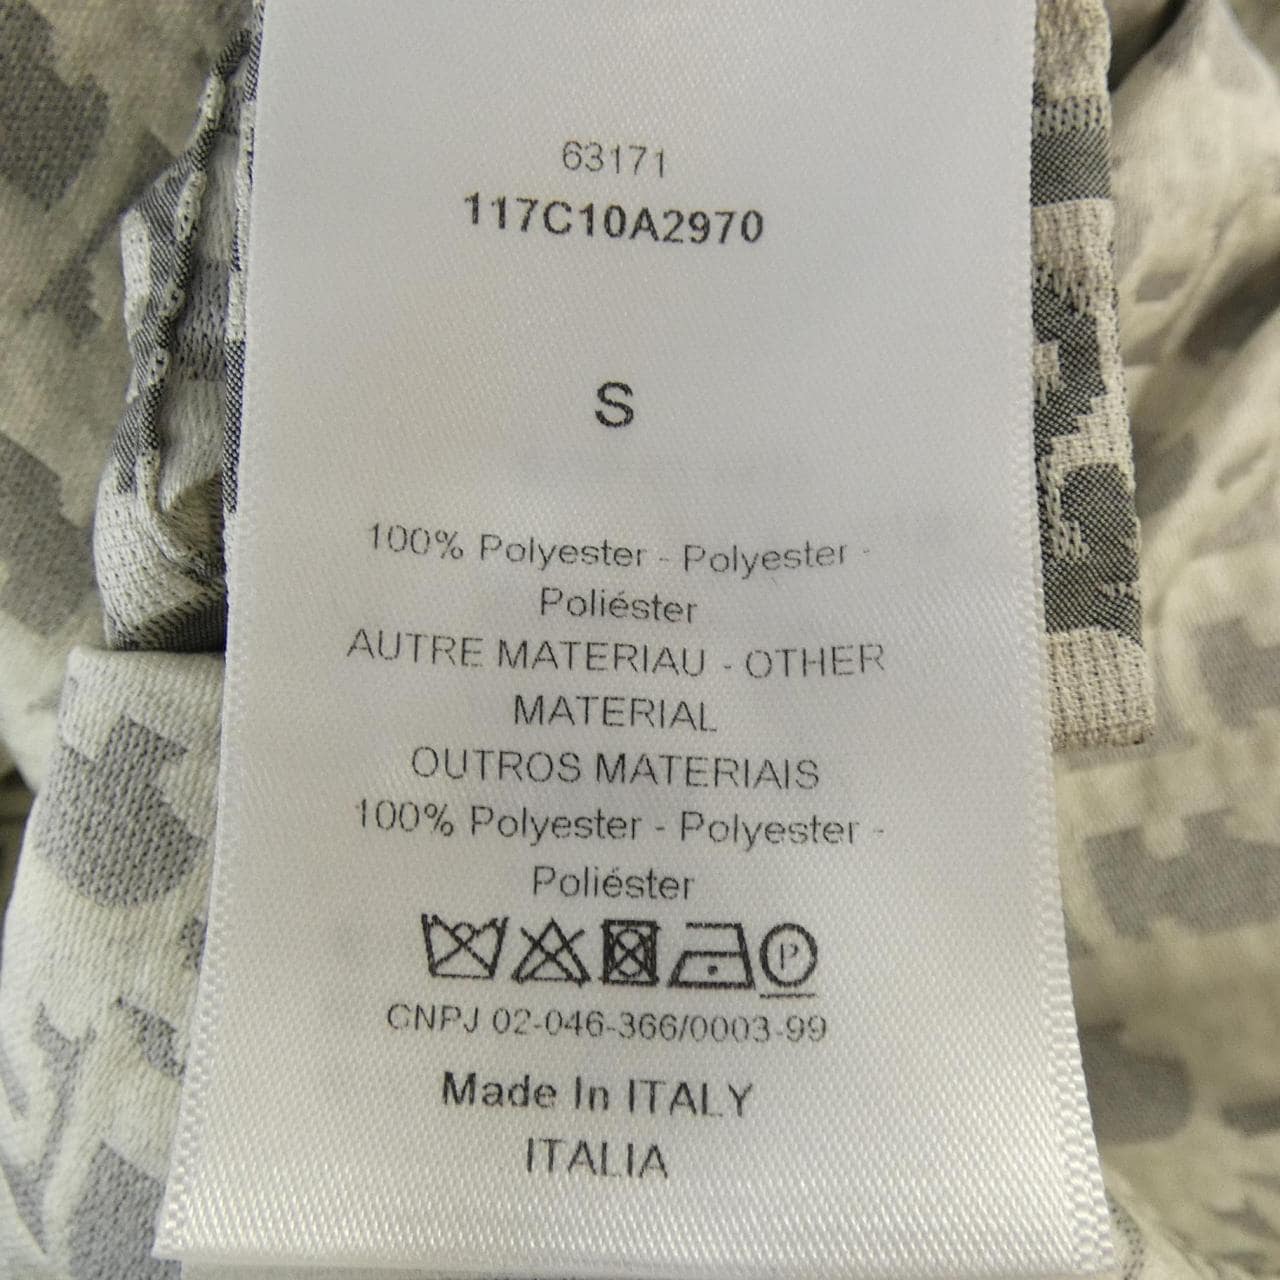 63171
117C10A2970
S
100% Polyester - Polyester -
Poliéster
AUTRE MATERIAU - OTHER
MATERIAL
OUTROS MATERIAIS
100% Polyester - Polyester -
Poliéster
P
CNPJ 02-046-366/0003-99
Made In ITALY
ITALIA